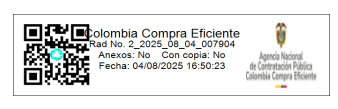 Colombia Compra Eficiente
Rad No. 2_2025_08_04_007904
Anexos: No Con copia: No
Fecha: 04/08/2025 16:50:23
Agencia Nacional
de Contratación Pública
Colombia Compra Eficiente